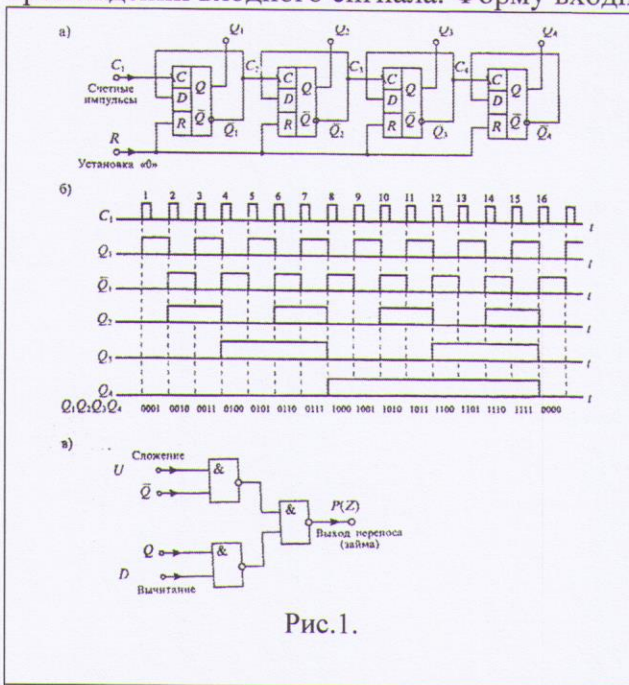 а)
Q₁ Q₂ Q₃ Q₄
C₁ C₂ C₃ C₄
Счетные
импульсы
C Q C Q C Q C Q
D D D D
R Q̄ R Q̄ R Q̄ R Q̄
Q̄₁ Q̄₂ Q̄₃ Q̄₄
R
Установка «0»
б)
1 2 3 4 5 6 7 8 9 10 11 12 13 14 15 16
C₁ t
Q₁ t
Q̄₁ t
Q₂ t
Q₃ t
Q₄ t
Q₁Q₂Q₃Q₄ 0001 0010 0011 0100 0101 0110 0111 1000 1001 1010 1011 1100 1101 1110 1111 0000
в)
Сложение
U &
Q̄
& P(Z)
Выход переноса
(займа)
Q &
D
Вычитание
Рис.1.